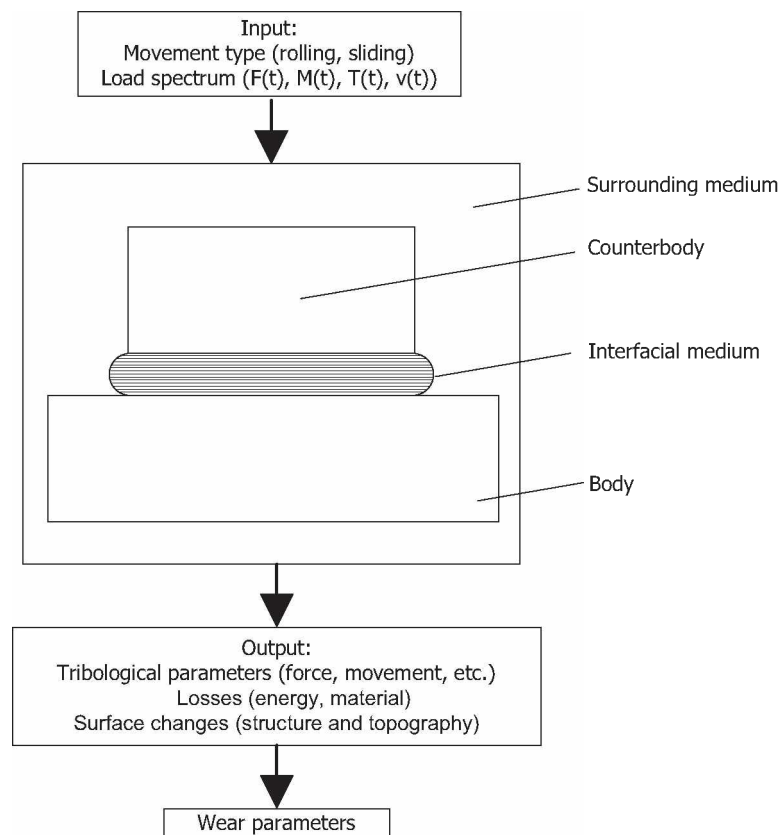 Input:
Movement type (rolling, sliding)
Load spectrum (F(t), M(t), T(t), v(t))
Surrounding medium
Counterbody
Interfacial medium
Body
Output:
Tribological parameters (force, movement, etc.)
Losses (energy, material)
Surface changes (structure and topography)
Wear parameters